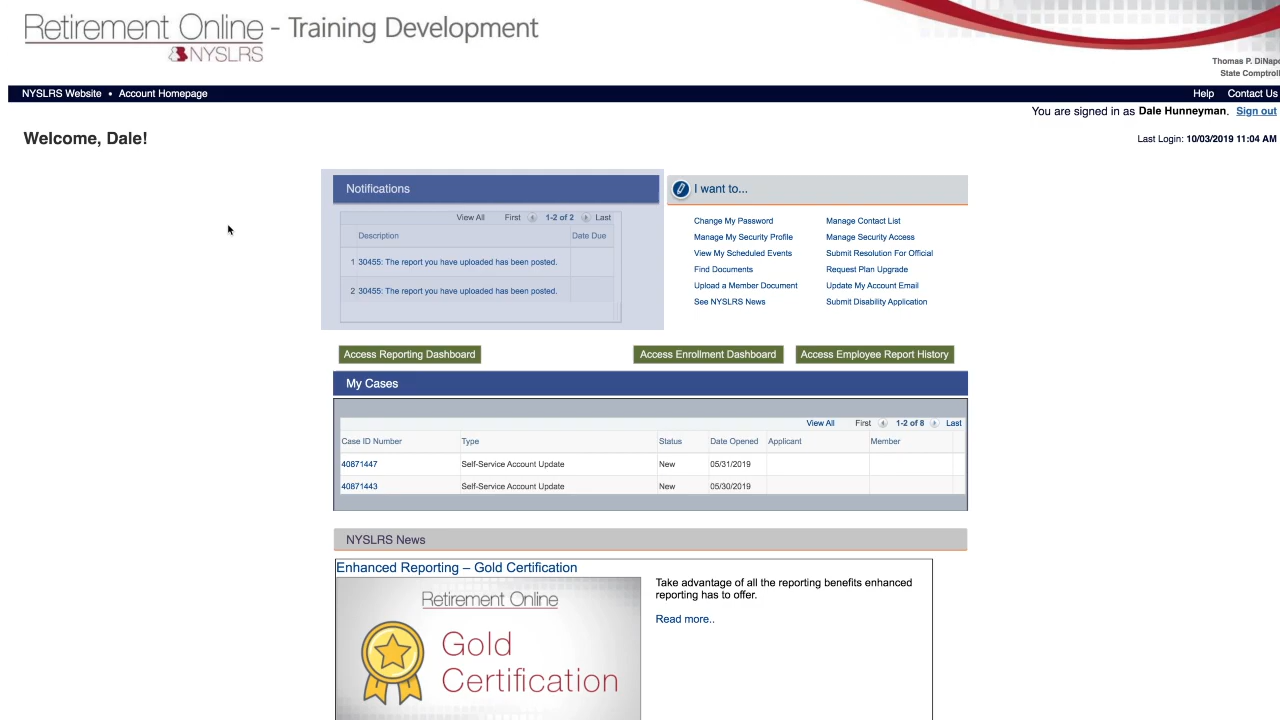 Retirement Online - Training Development
NYSLRS
State Comptroll
NYSLRS Website • Account Homepage
Help Contact Us
You are signed in as Dale Hunneyman. Sign out
Welcome, Dale!
Last Login: 10/03/2019 11:04 AM
Notifications
View All First 1-2 of 2 Last
Description Date Due
1 30455: The report you have uploaded has been posted.
2 30455: The report you have uploaded has been posted.
I want to...
Change My Password Manage Contact List
Manage My Security Profile Manage Security Access
View My Scheduled Events Submit Resolution For Official
Find Documents Request Plan Upgrade
Upload a Member Document Update My Account Email
See NYSLRS News Submit Disability Application
Access Reporting Dashboard Access Enrollment Dashboard Access Employee Report History
My Cases
View All First 1-2 of 8 Last
Case ID Number Type Status Date Opened Applicant Member
40871447 Self-Service Account Update New 05/31/2019
40871443 Self-Service Account Update New 05/30/2019
NYSLRS News
Enhanced Reporting – Gold Certification
Retirement Online
Gold
Certification
Take advantage of all the reporting benefits enhanced
reporting has to offer.
Read more..